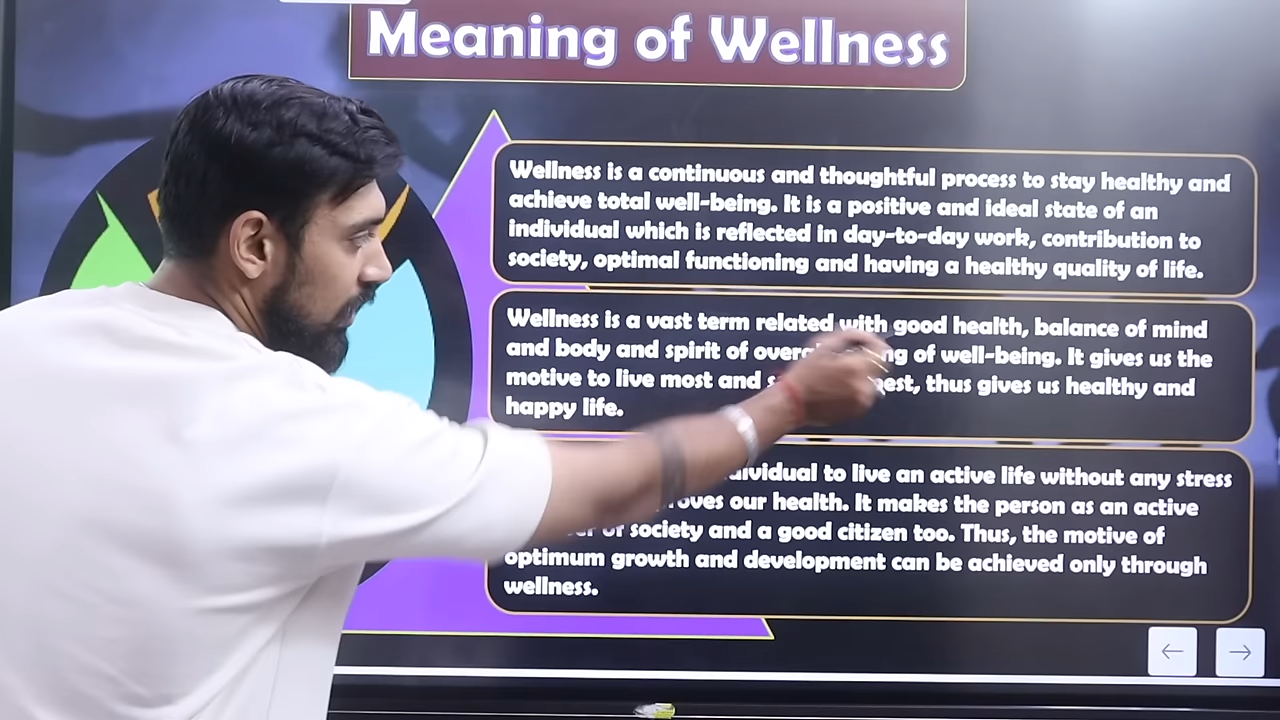 Meaning of Wellness
Wellness is a continuous and thoughtful process to stay healthy and
achieve total well-being. It is a positive and ideal state of an
individual which is reflected in day-to-day work, contribution to
society, optimal functioning and having a healthy quality of life.
Wellness is a vast term related with good health, balance of mind
and body and spirit of of well-being. It gives us the
motive to live most and thus gives us healthy and
happy life.
to live an active life without any stress
our health. It makes the person as an active
society and a good citizen too. Thus, the motive of
optimum growth and development can be achieved only through
wellness.